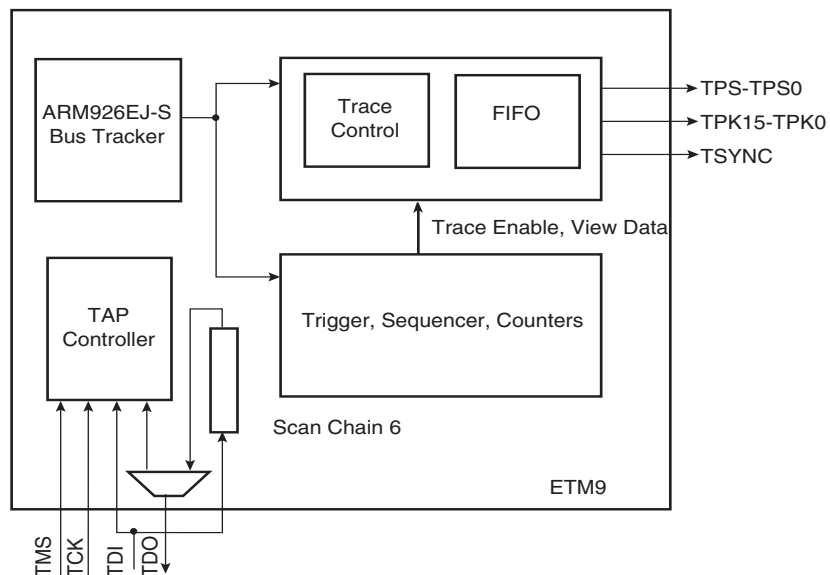 ARM926EJ-S
Bus Tracker
Trace
Control
FIFO
TPS-TPS0
TPK15-TPK0
TSYNC
Trace Enable, View Data
TAP
Controller
Trigger, Sequencer, Counters
Scan Chain 6
ETM9
TMS
TCK
TDI
TDO